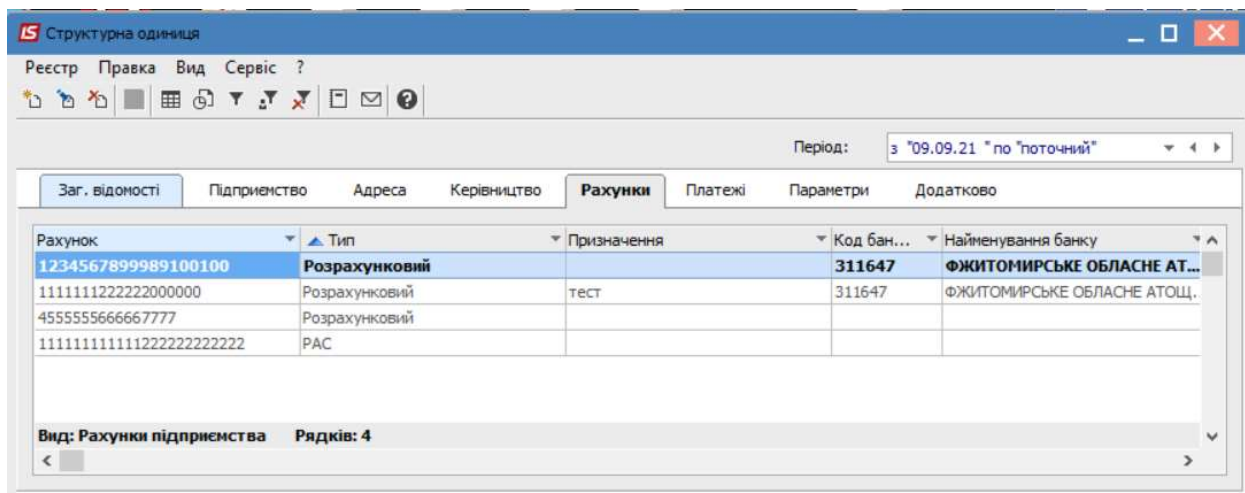 IS Структурна одиниця
Реєстр Правка Вид Сервіс ?
Період: з "09.09.21 " по "поточний"
Заг. відомості Підприємство Адреса Керівництво Рахунки Платежі Параметри Додатково
Рахунок Тип Призначення Код бан... Найменування банку
1234567899989100100 Розрахунковий 311647 ФЖИТОМИРСЬКЕ ОБЛАСНЕ АТ...
1111111222222000000 Розрахунковий тест 311647 ФЖИТОМИРСЬКЕ ОБЛАСНЕ АТОЩ..
4555555666667777 Розрахунковий
111111111111222222222222 РАС
Вид: Рахунки підприємства Рядків: 4